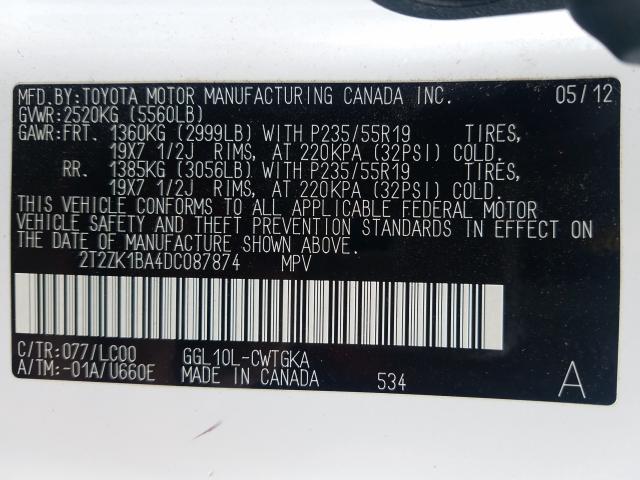 MFD.BY:TOYOTA MOTOR MANUFACTURING CANADA INC. 05/12
GVWR:2520KG (5560LB)
GAWR:FRT. 1360KG (2999LB) WITH P235/55R19 TIRES,
19X7 1/2J RIMS, AT 220KPA (32PSI) COLD.
RR. 1385KG (3056LB) WITH P235/55R19 TIRES,
19X7 1/2J RIMS, AT 220KPA (32PSI) COLD.
THIS VEHICLE CONFORMS TO ALL APPLICABLE FEDERAL MOTOR
VEHICLE SAFETY AND THEFT PREVENTION STANDARDS IN EFFECT ON
THE DATE OF MANUFACTURE SHOWN ABOVE.
2T2ZK1BA4DC087874 MPV
C/TR:077/LC00 GGL10L-CWTGKA
A/TM:-01A/U660E MADE IN CANADA 534 A